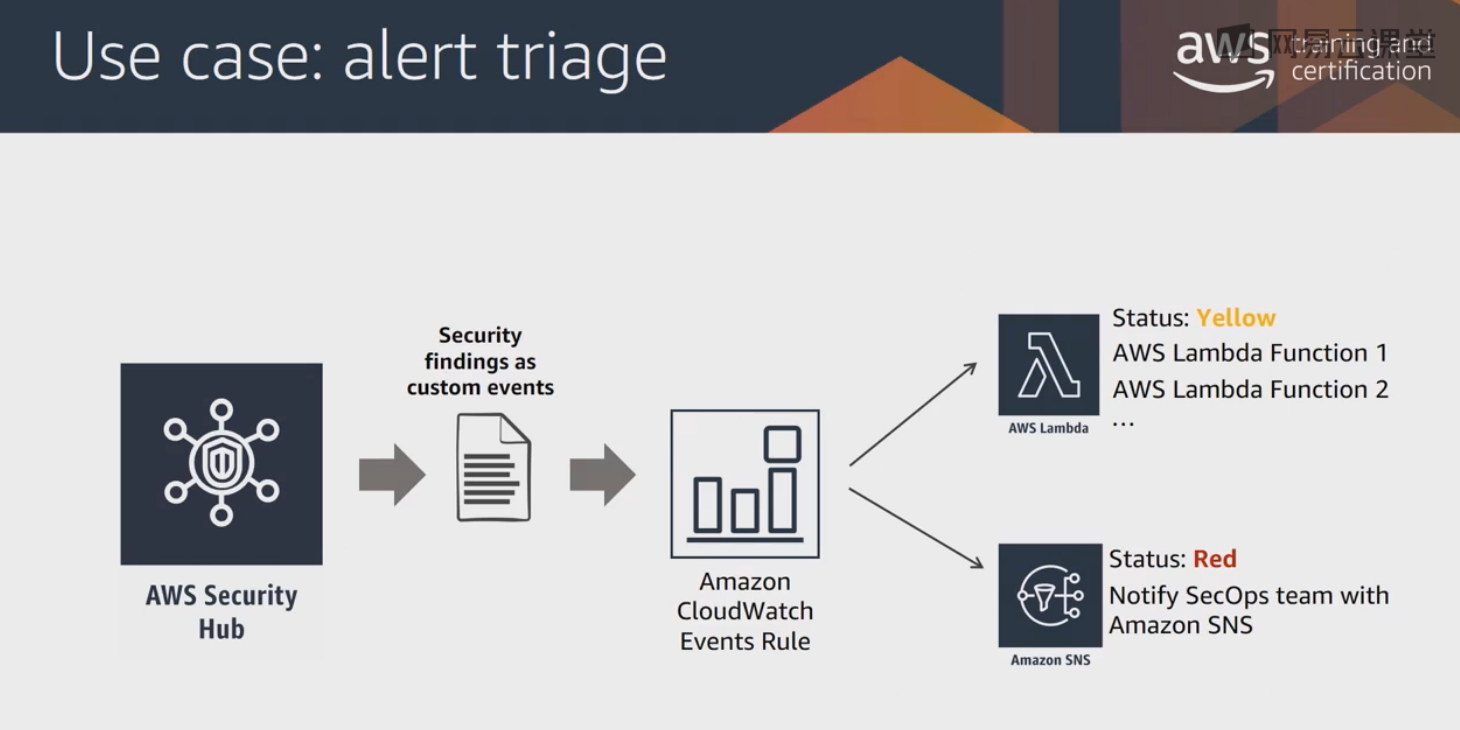 Use case: alert triage
aws training and
certification
网易云课堂
Security
findings as
custom events
AWS Security
Hub
Amazon
CloudWatch
Events Rule
Status: Yellow
AWS Lambda Function 1
AWS Lambda Function 2
...
AWS Lambda
Status: Red
Notify SecOps team with
Amazon SNS
Amazon SNS